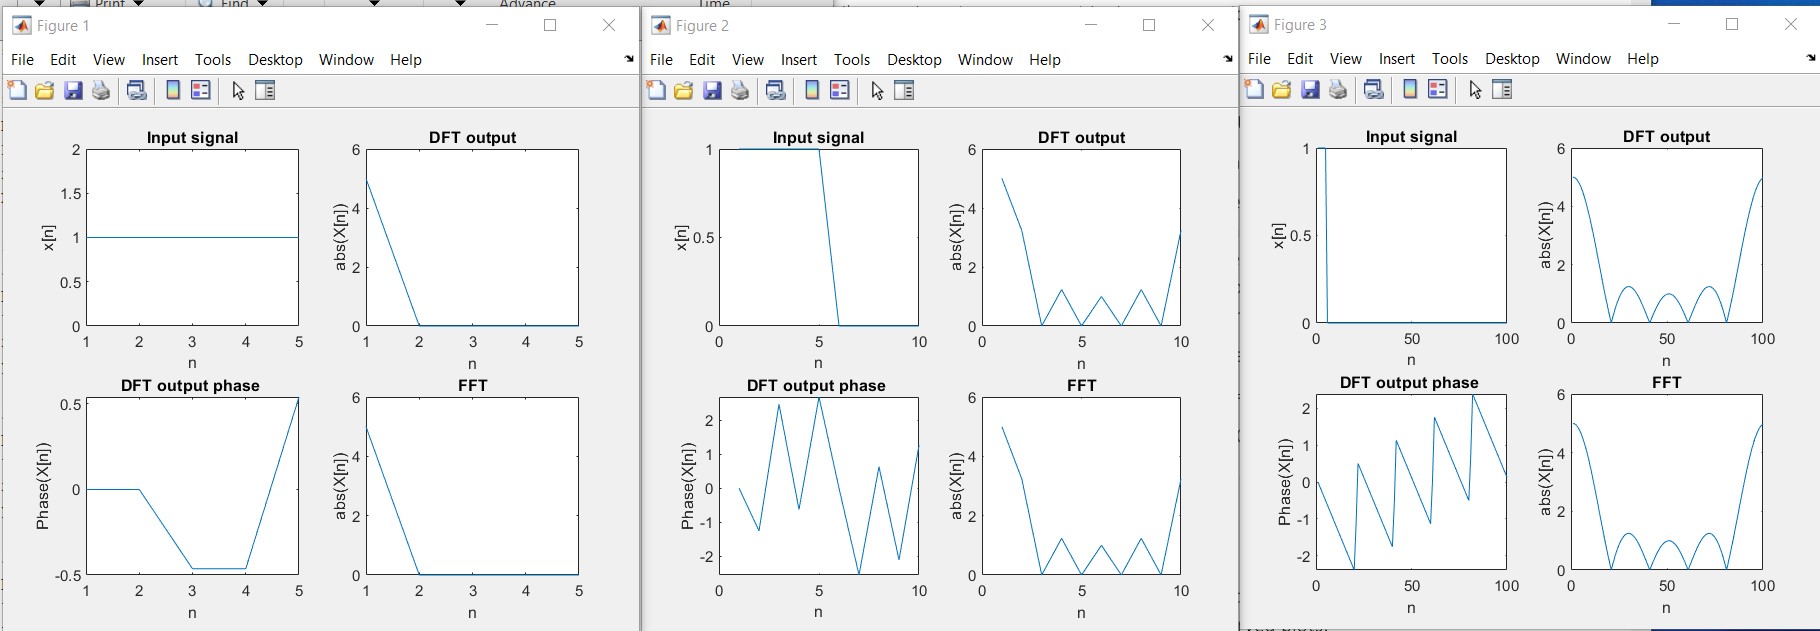 Print
Find
Advance
Time
Figure 1
File Edit View Insert Tools Desktop Window Help
Input signal
x[n]
2
1.5
1
0.5
0
1 2 3 4 5
n
DFT output
abs(X[n])
6
4
2
0
1 2 3 4 5
n
DFT output phase
Phase(X[n])
0.5
0
-0.5
1 2 3 4 5
n
FFT
abs(X[n])
6
4
2
0
1 2 3 4 5
n
Figure 2
File Edit View Insert Tools Desktop Window Help
Input signal
x[n]
1
0.5
0
0 5 10
n
DFT output
abs(X[n])
6
4
2
0
0 5 10
n
DFT output phase
Phase(X[n])
2
1
0
-1
-2
0 5 10
n
FFT
abs(X[n])
6
4
2
0
0 5 10
n
Figure 3
File Edit View Insert Tools Desktop Window Help
Input signal
x[n]
1
0.5
0
0 50 100
n
DFT output
abs(X[n])
6
4
2
0
0 50 100
n
DFT output phase
Phase(X[n])
2
1
0
-1
-2
0 50 100
n
FFT
abs(X[n])
6
4
2
0
0 50 100
n